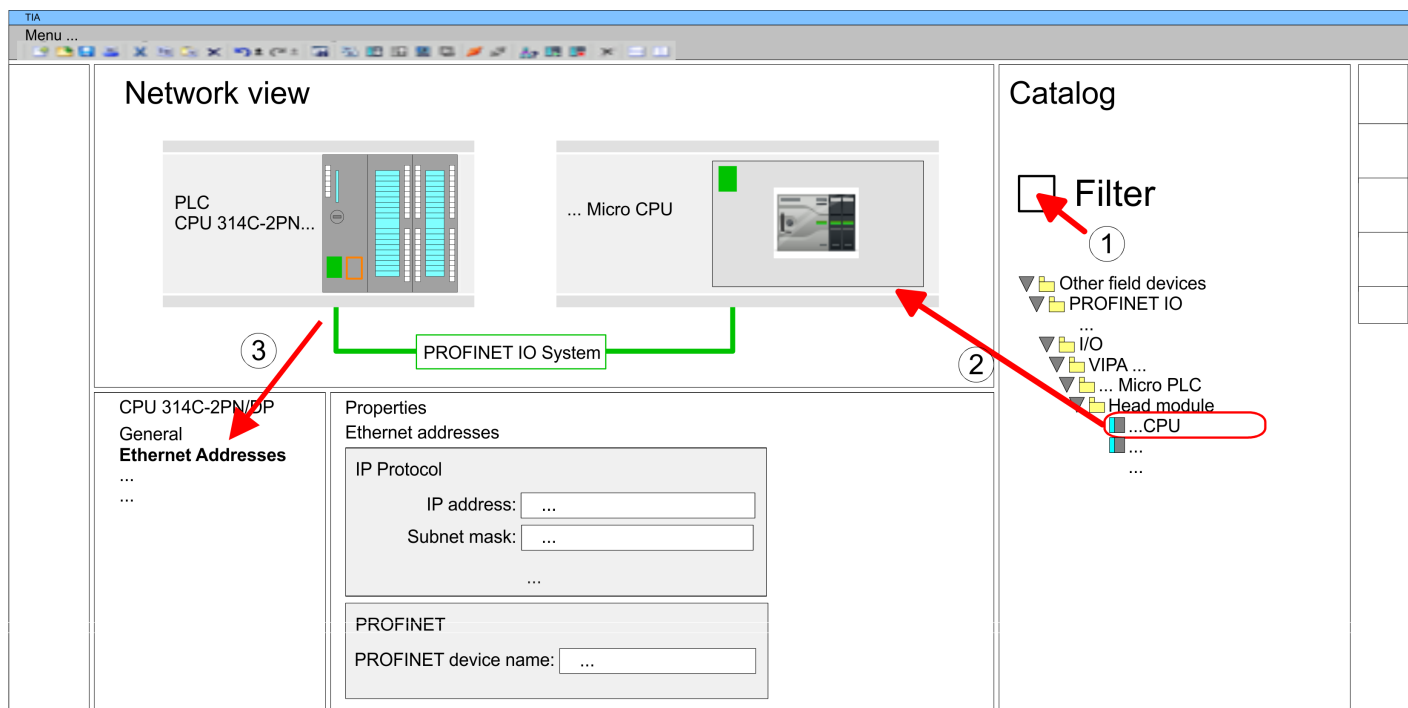 TIA
Menu ...
Network view
PLC
CPU 314C-2PN...
... Micro CPU
PROFINET IO System
3
2
Catalog
Filter
1
Other field devices
PROFINET IO
...
I/O
VIPA ...
... Micro PLC
Head module
...CPU
...
...
CPU 314C-2PN/DP
General
Ethernet Addresses
...
...
Properties
Ethernet addresses
IP Protocol
IP address: ...
Subnet mask: ...
...
PROFINET
PROFINET device name: ...